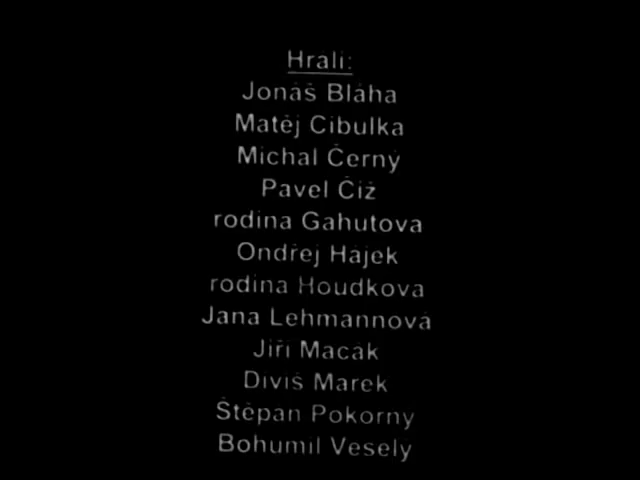 Hráli:
Jonáš Bláha
Matěj Cibulka
Michal Černý
Pavel Číž
rodina Gahutova
Ondřej Hájek
rodina Houdkova
Jana Lehmannová
Jiří Macák
Diviš Marek
Štěpán Pokorný
Bohumil Veselý